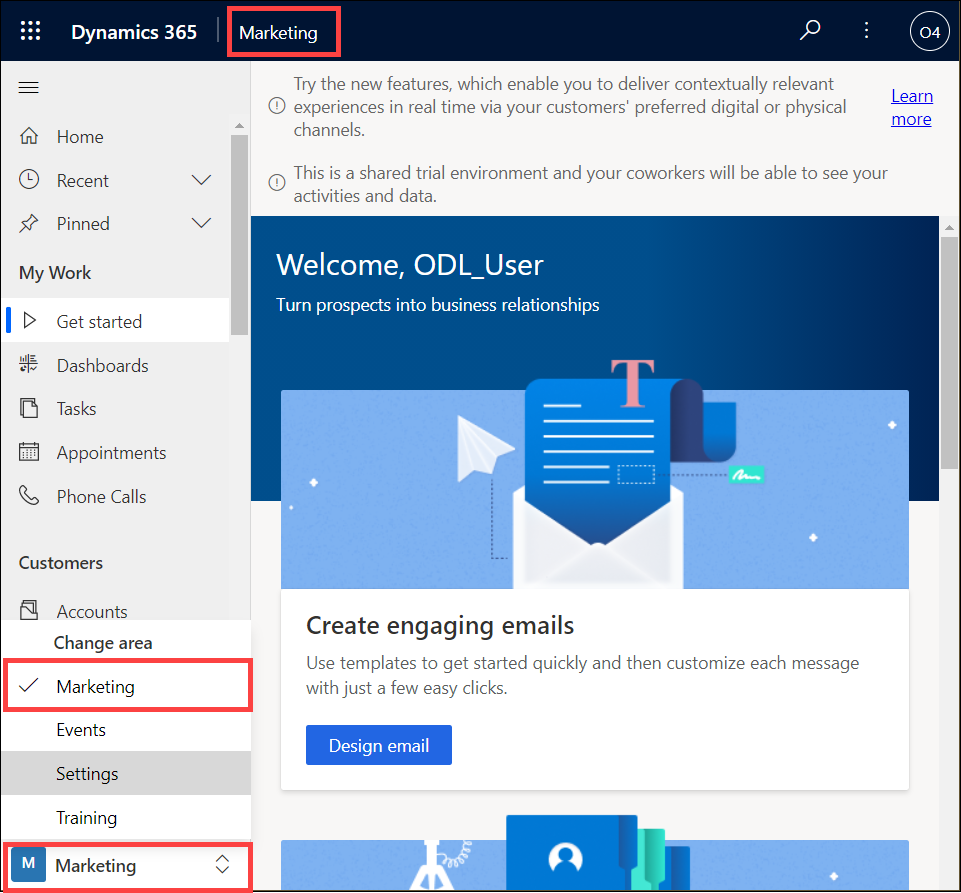 Dynamics 365
Marketing
O4
Try the new features, which enable you to deliver contextually relevant
experiences in real time via your customers' preferred digital or physical
channels.
Learn
more
This is a shared trial environment and your coworkers will be able to see your
activities and data.
Home
Recent
Pinned
My Work
Get started
Dashboards
Tasks
Appointments
Phone Calls
Customers
Accounts
Change area
Marketing
Events
Settings
Training
M
Marketing
Welcome, ODL_User
Turn prospects into business relationships
T
Create engaging emails
Use templates to get started quickly and then customize each message
with just a few easy clicks.
Design email